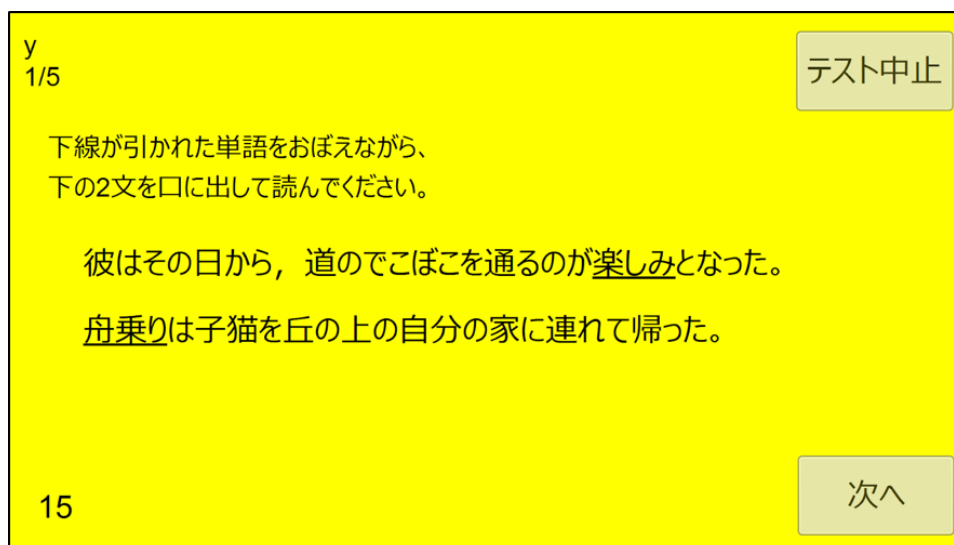 y
1/5
テスト中止
下線が引かれた単語をおぼえながら、
下の2文を口に出して読んでください。
彼はその日から，道のでこぼこを通るのが楽しみとなった。
舟乗りは子猫を丘の上の自分の家に連れて帰った。
15
次へ